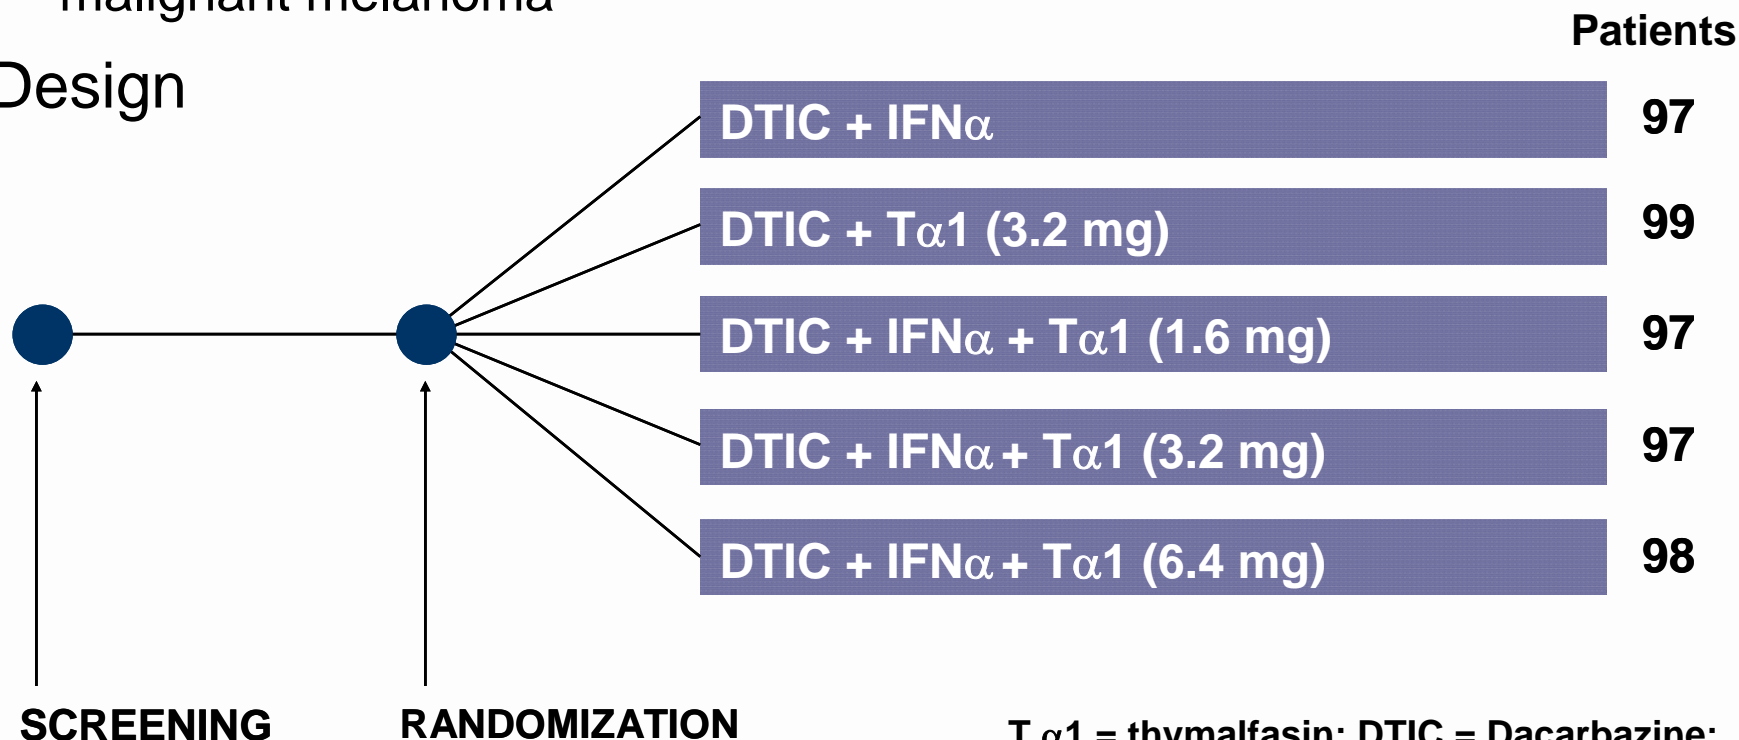 malignant melanoma
Patients
Design
DTIC + IFNα 97
DTIC + Tα1 (3.2 mg) 99
DTIC + IFNα + Tα1 (1.6 mg) 97
DTIC + IFNα + Tα1 (3.2 mg) 97
DTIC + IFNα + Tα1 (6.4 mg) 98
SCREENING RANDOMIZATION
T α1 = thymalfasin; DTIC = Dacarbazine;